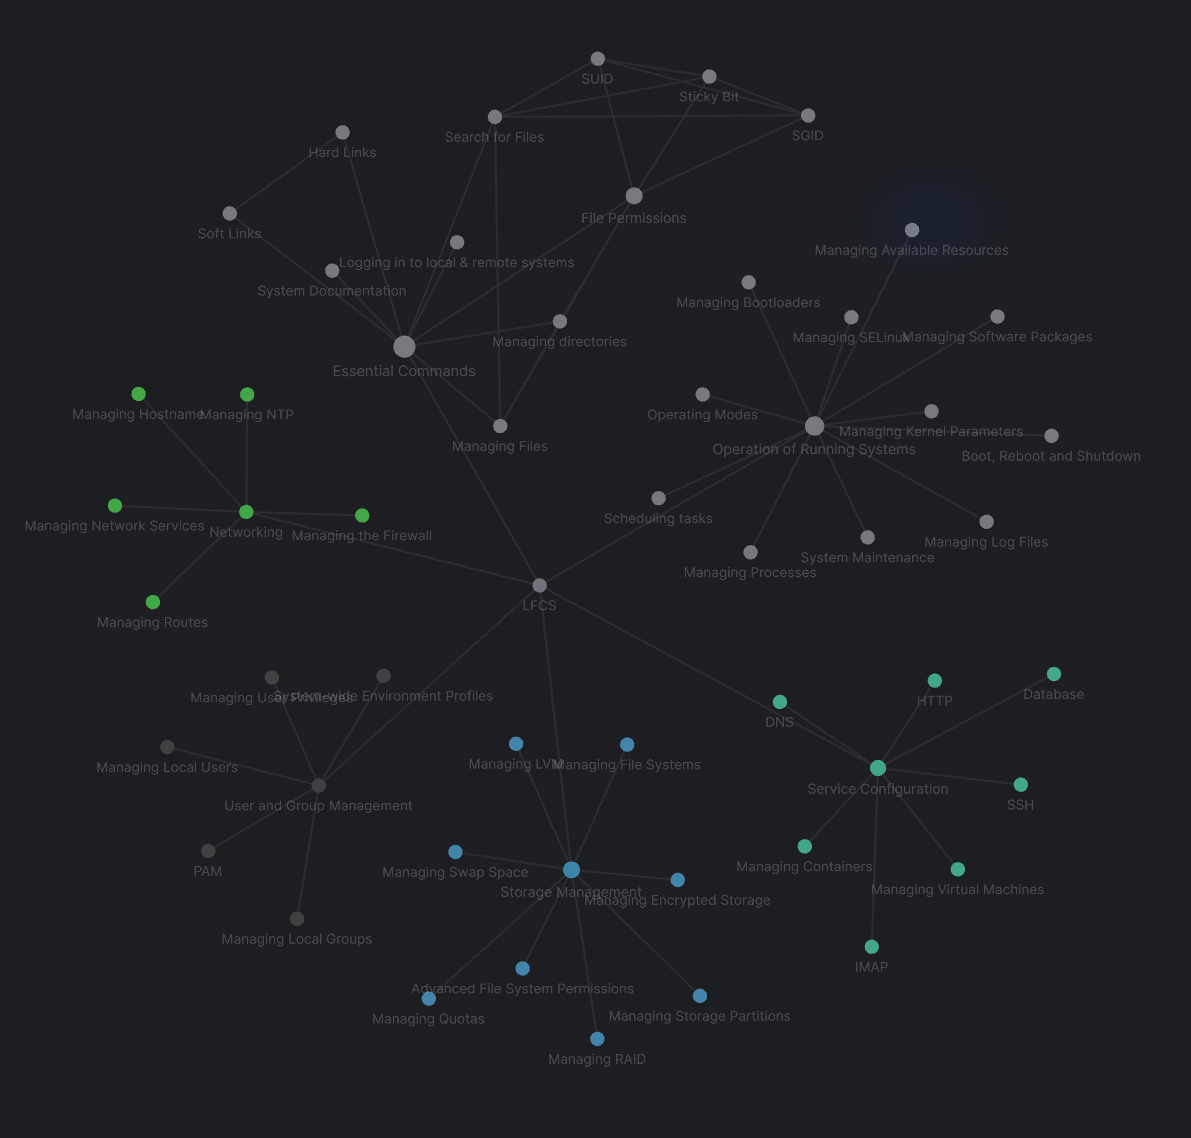 SUID
Sticky Bit
Search for Files
SGID
Hard Links
File Permissions
Soft Links
Managing Available Resources
Logging in to local & remote systems
System Documentation
Managing Bootloaders
Managing SELinux
Managing Software Packages
Managing directories
Essential Commands
Managing Hostname
Managing NTP
Operating Modes
Managing Kernel Parameters
Managing Files
Operation of Running Systems
Boot, Reboot and Shutdown
Scheduling tasks
Managing Network Services
Networking
Managing the Firewall
Managing Log Files
System Maintenance
Managing Processes
LFCS
Managing Routes
Managing User Privileges
System-wide Environment Profiles
HTTP
Database
DNS
Managing Local Users
Managing LVM
Managing File Systems
Service Configuration
User and Group Management
SSH
PAM
Managing Swap Space
Managing Containers
Storage Management
Managing Encrypted Storage
Managing Virtual Machines
Managing Local Groups
IMAP
Advanced File System Permissions
Managing Quotas
Managing Storage Partitions
Managing RAID